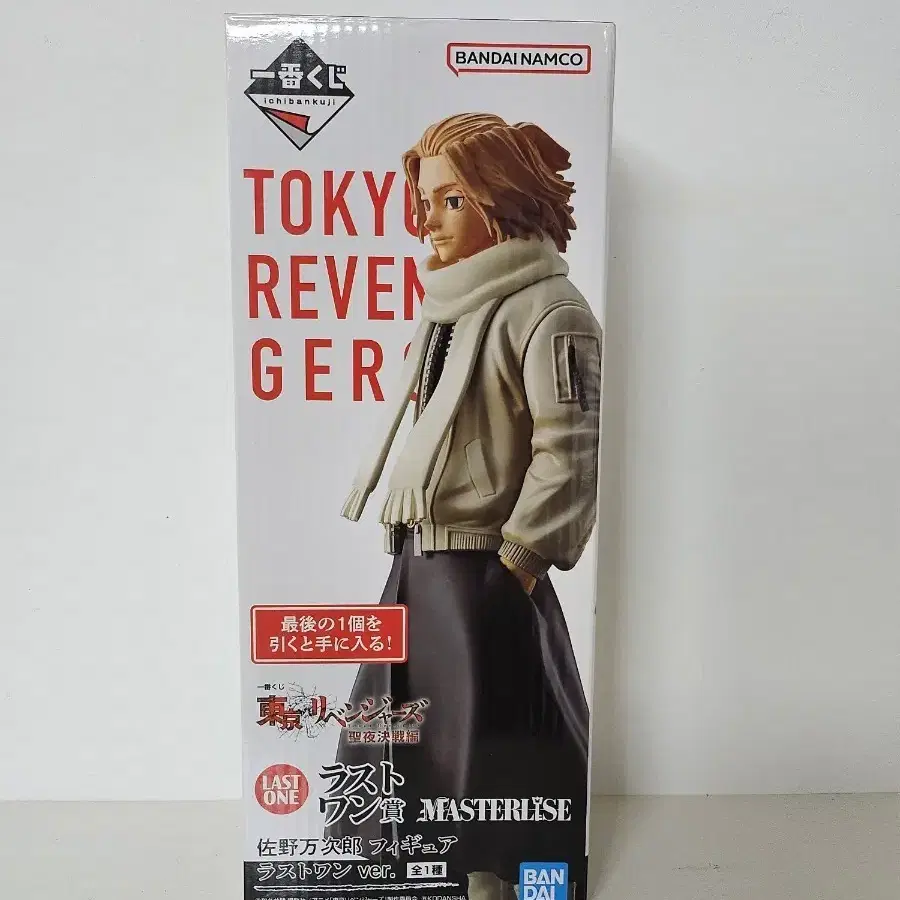 一番くじ
ichibankuji
BANDAI NAMCO
TOKYO
REVEN
GERS
最後の1個を
引くと手に入る!
一番くじ
東京リベンジャーズ
聖夜決戦編
LAST
ONE
ラスト
ワン賞
MASTERLISE
佐野万次郎 フィギュア
ラストワン ver. 全1種
BAN
DAI